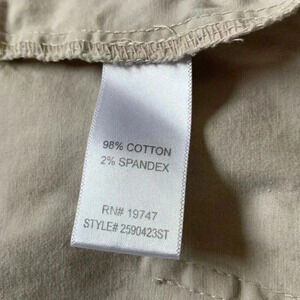 98% COTTON
2% SPANDEX
RN# 19747
STYLE# 2590423ST